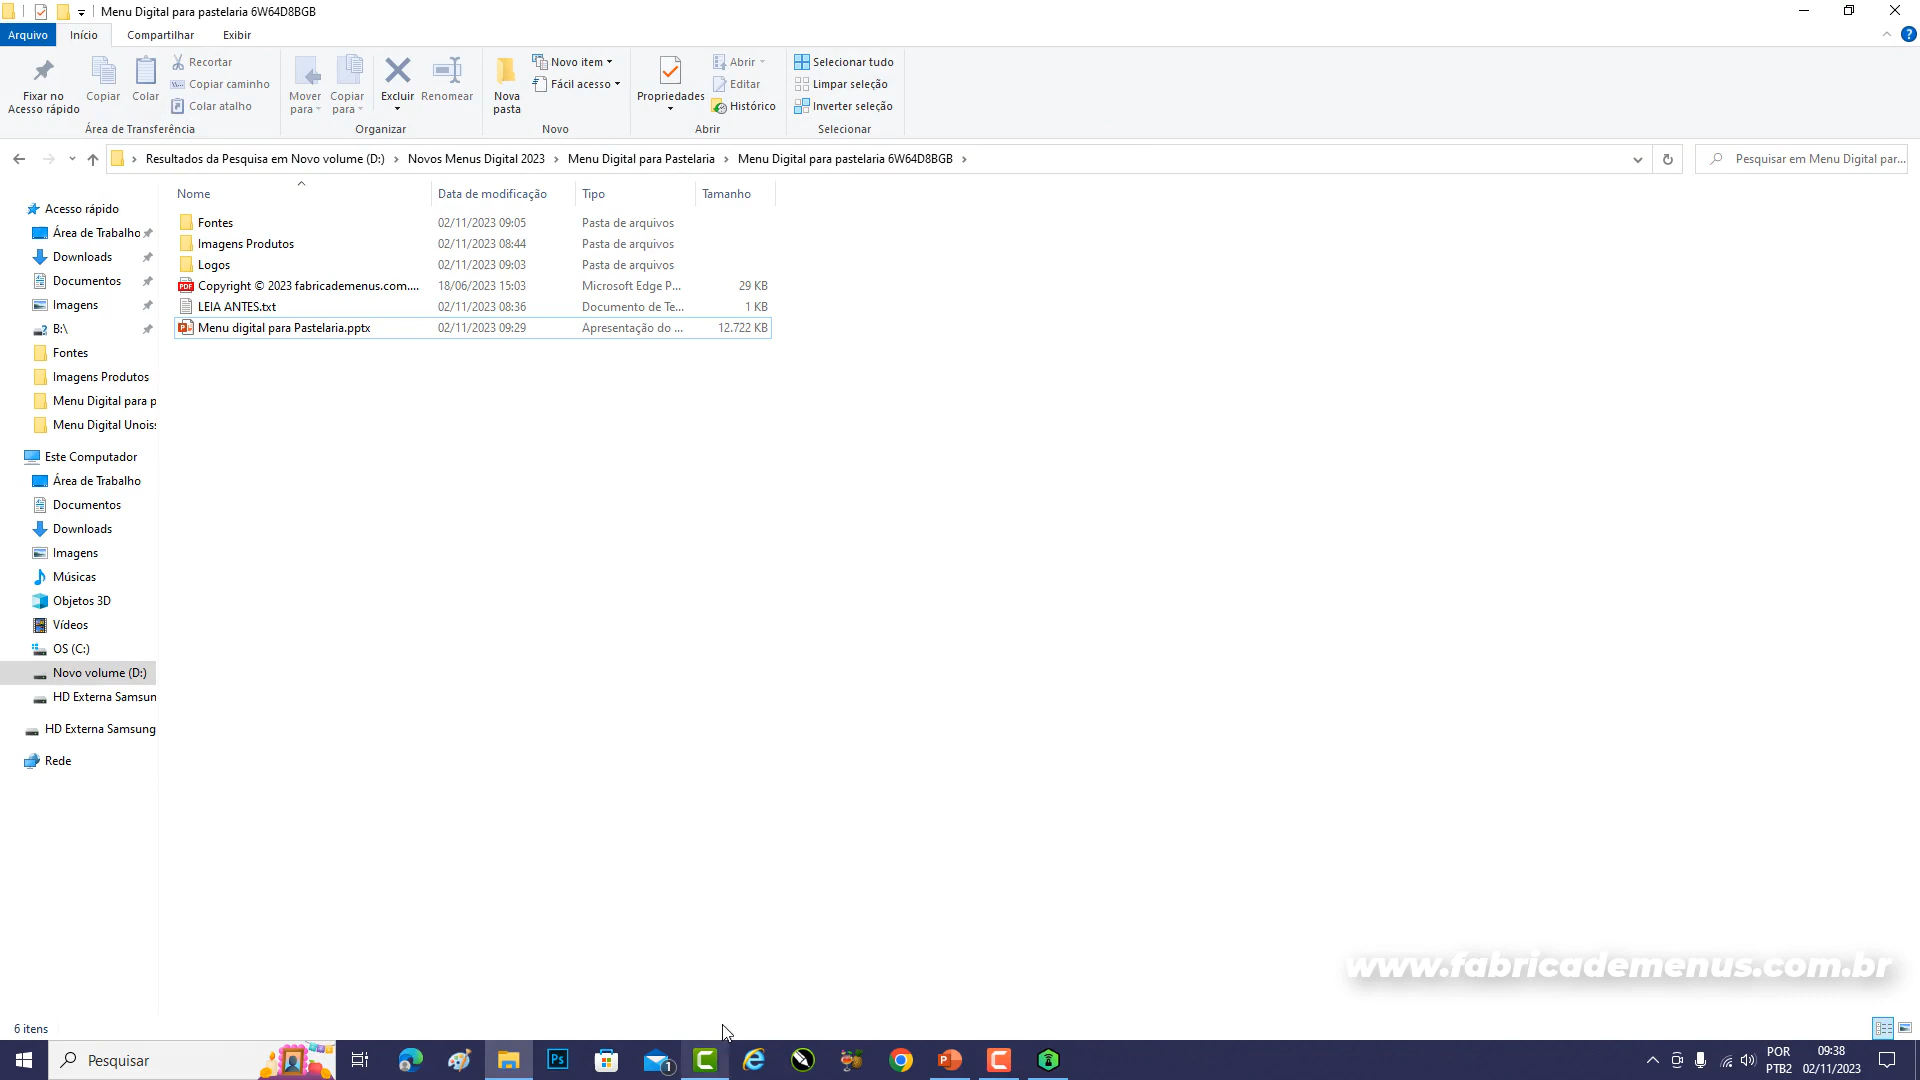 Menu Digital para pastelaria 6W64D8BGB
Arquivo Início Compartilhar Exibir
Fixar no Acesso rápido
Copiar
Colar
Recortar
Copiar caminho
Colar atalho
Área de Transferência
Mover para
Copiar para
Excluir
Renomear
Organizar
Nova pasta
Novo item
Fácil acesso
Novo
Propriedades
Abrir
Editar
Histórico
Abrir
Selecionar tudo
Limpar seleção
Inverter seleção
Selecionar
Resultados da Pesquisa em Novo volume (D:) › Novos Menus Digital 2023 › Menu Digital para Pastelaria › Menu Digital para pastelaria 6W64D8BGB ›
Pesquisar em Menu Digital par...
Nome Data de modificação Tipo Tamanho
Fontes 02/11/2023 09:05 Pasta de arquivos
Imagens Produtos 02/11/2023 08:44 Pasta de arquivos
Logos 02/11/2023 09:03 Pasta de arquivos
Copyright © 2023 fabricademenus.com.... 18/06/2023 15:03 Microsoft Edge P... 29 KB
LEIA ANTES.txt 02/11/2023 08:36 Documento de Te... 1 KB
Menu digital para Pastelaria.pptx 02/11/2023 09:29 Apresentação do ... 12.722 KB
Acesso rápido
Área de Trabalho
Downloads
Documentos
Imagens
B:\
Fontes
Imagens Produtos
Menu Digital para p
Menu Digital Unois
Este Computador
Área de Trabalho
Documentos
Downloads
Imagens
Músicas
Objetos 3D
Vídeos
OS (C:)
Novo volume (D:)
HD Externa Samsun
HD Externa Samsung
Rede
www.fabricademenus.com.br
6 itens
Pesquisar
Ps
1
POR
PTB2
09:38
02/11/2023